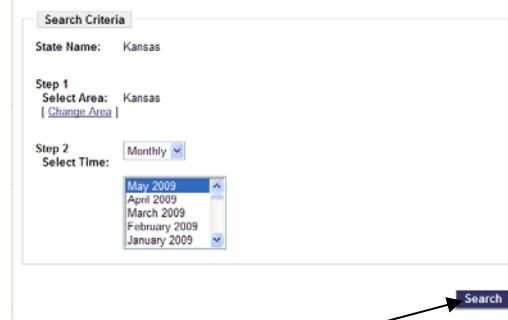 Search Criteria
State Name: Kansas
Step 1
Select Area: Kansas
[ Change Area ]
Step 2
Select Time: Monthly
May 2009
April 2009
March 2009
February 2009
January 2009
Search